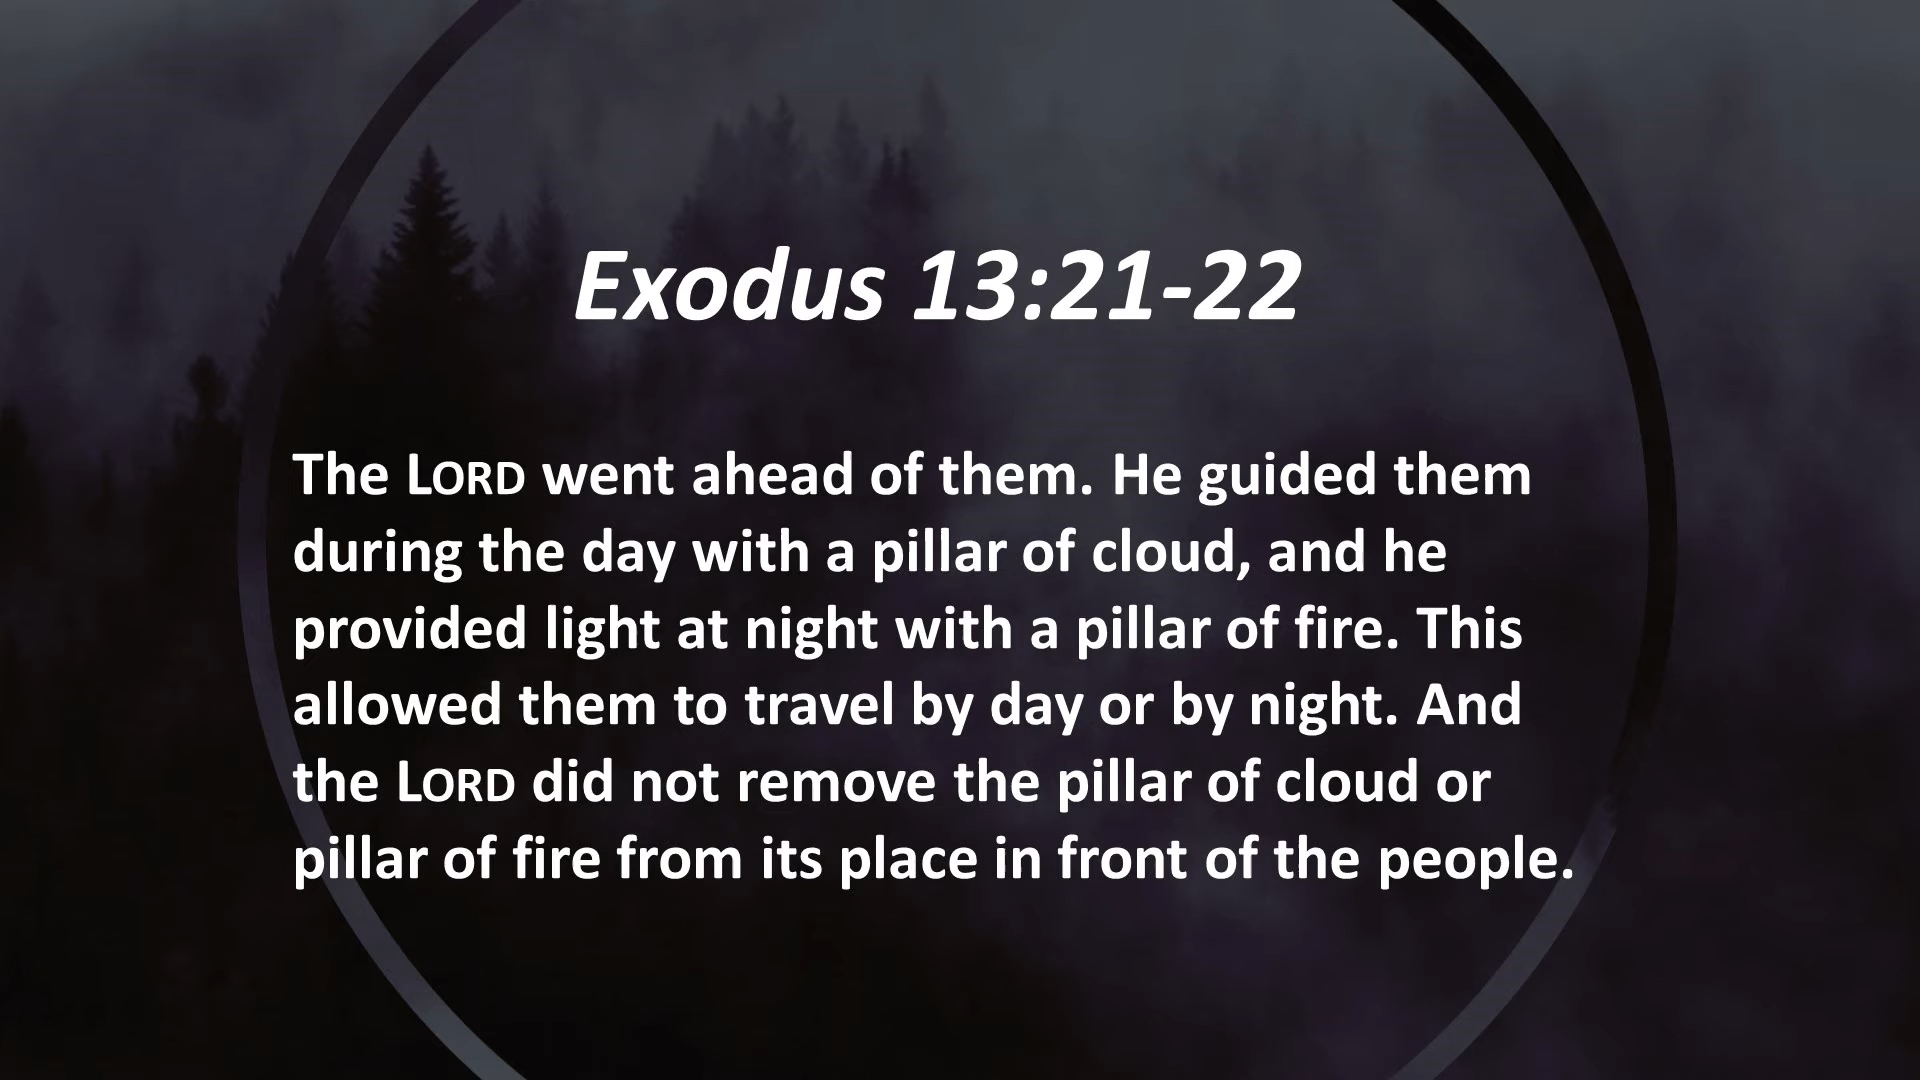 Exodus 13:21-22
The LORD went ahead of them. He guided them
during the day with a pillar of cloud, and he
provided light at night with a pillar of fire. This
allowed them to travel by day or by night. And
the LORD did not remove the pillar of cloud or
pillar of fire from its place in front of the people.